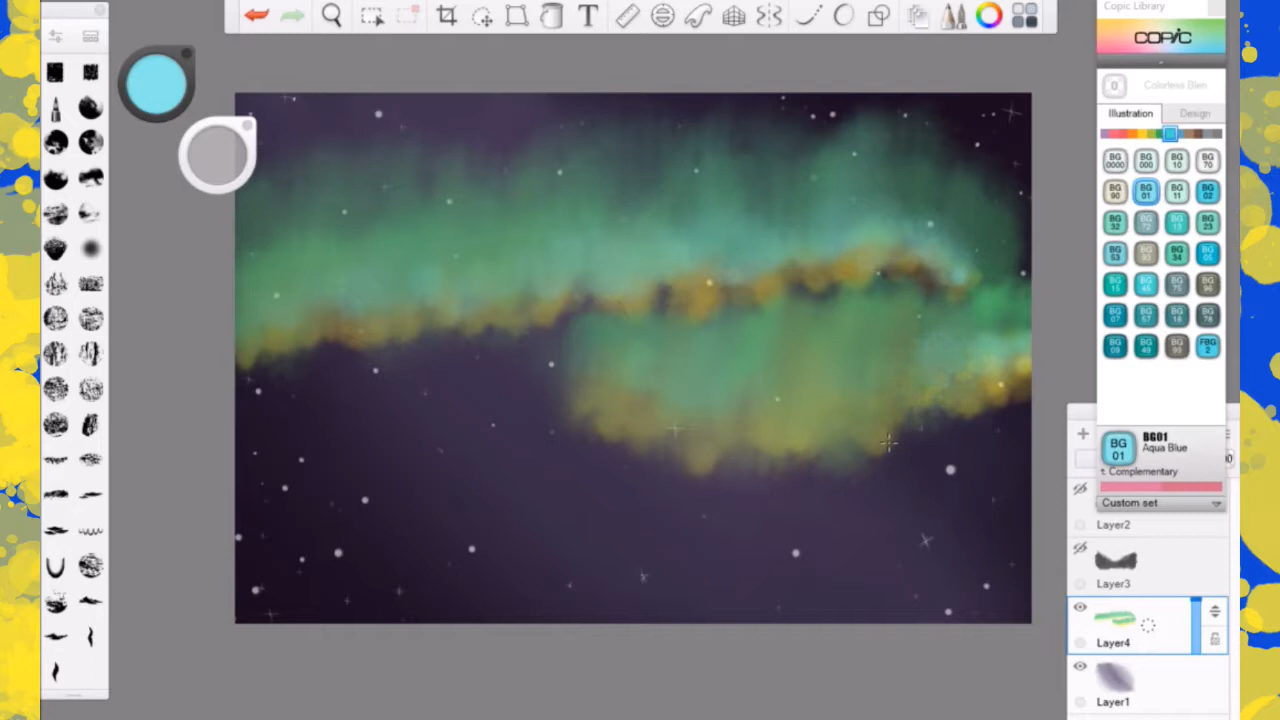 T
Copic Library
COPIC
0 Colorless Blen
Illustration Design
BG 0000 BG 000 BG 10 BG 70
BG 90 BG 01 BG 11 BG 02
BG 32 BG 72 BG 13 BG 23
BG 53 BG 93 BG 34 BG 05
BG 15 BG 45 BG 75 BG 96
BG 07 BG 57 BG 18 BG 78
BG 09 BG 49 BG 99 FBG 2
BG 01 BG01
Aqua Blue
Complementary
Custom set
Layer2
Layer3
Layer4
Layer1